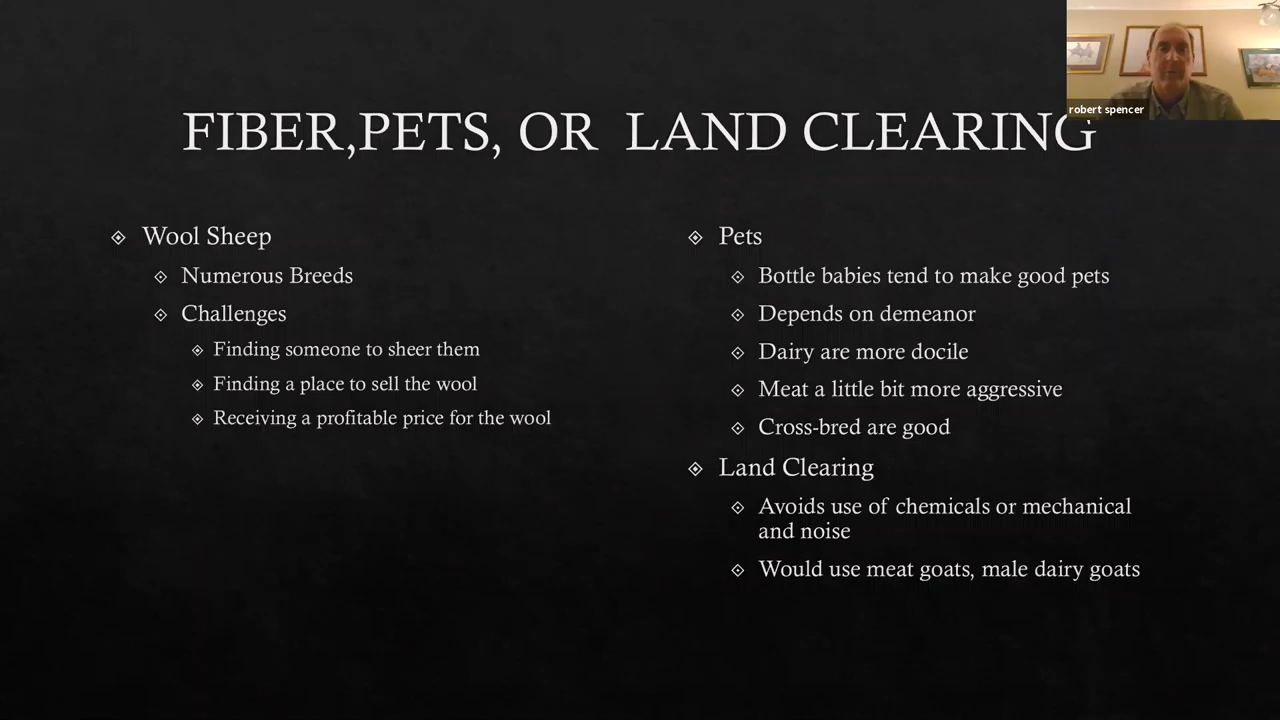 robert spencer
FIBER,PETS, OR LAND CLEARING
Wool Sheep
Numerous Breeds
Challenges
Finding someone to sheer them
Finding a place to sell the wool
Receiving a profitable price for the wool
Pets
Bottle babies tend to make good pets
Depends on demeanor
Dairy are more docile
Meat a little bit more aggressive
Cross-bred are good
Land Clearing
Avoids use of chemicals or mechanical
and noise
Would use meat goats, male dairy goats